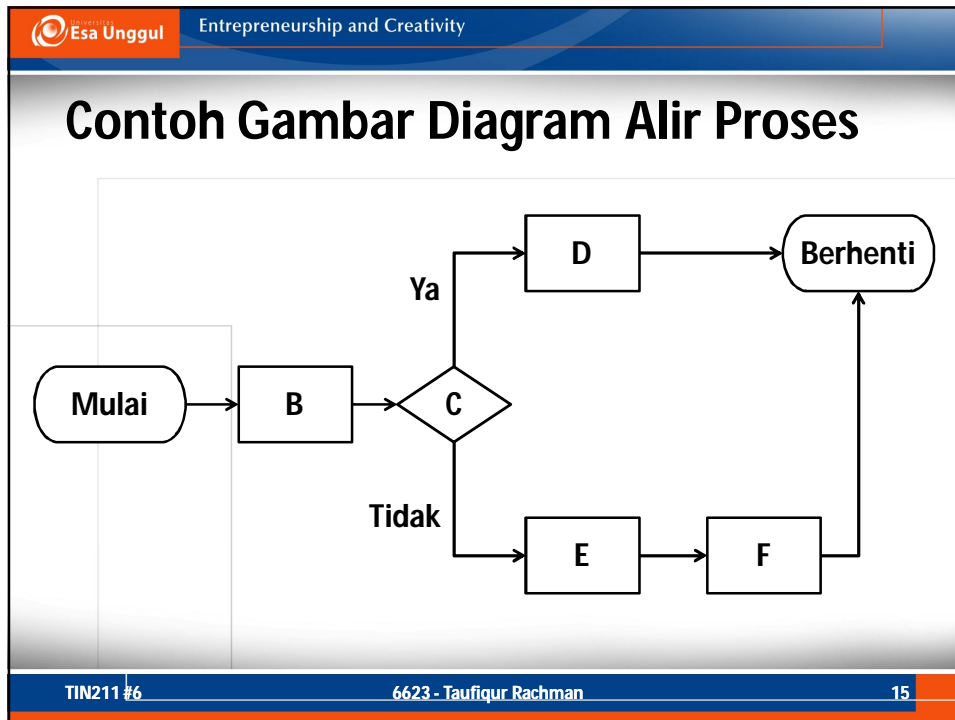 Universitas
Esa Unggul
Entrepreneurship and Creativity
Contoh Gambar Diagram Alir Proses
D
Berhenti
Ya
Mulai
B
C
Tidak
E
F
TIN211 #6
6623 - Taufiqur Rachman
15